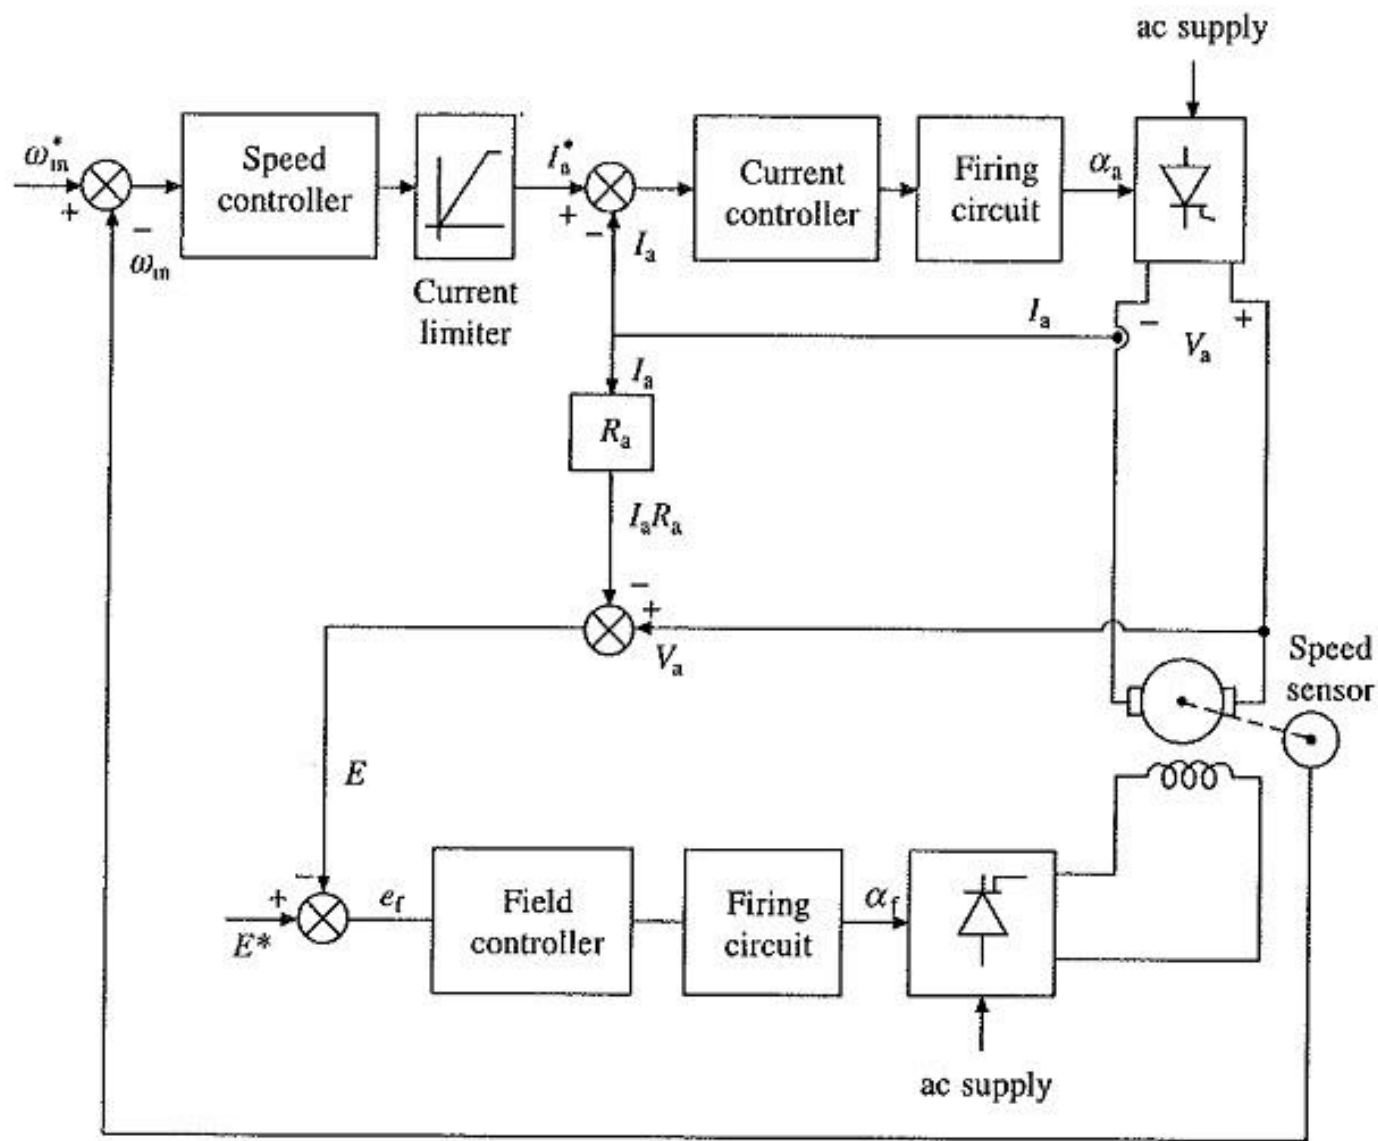 ac supply
ω*m
+
−
ωm
Speed
controller
Current
limiter
I*a
+
−
Ia
Current
controller
Firing
circuit
αa
Ia
−
+
Va
Ia
Ra
IaRa
−
+
Va
Speed
sensor
E
−
+
E*
ef
Field
controller
Firing
circuit
αf
ac supply